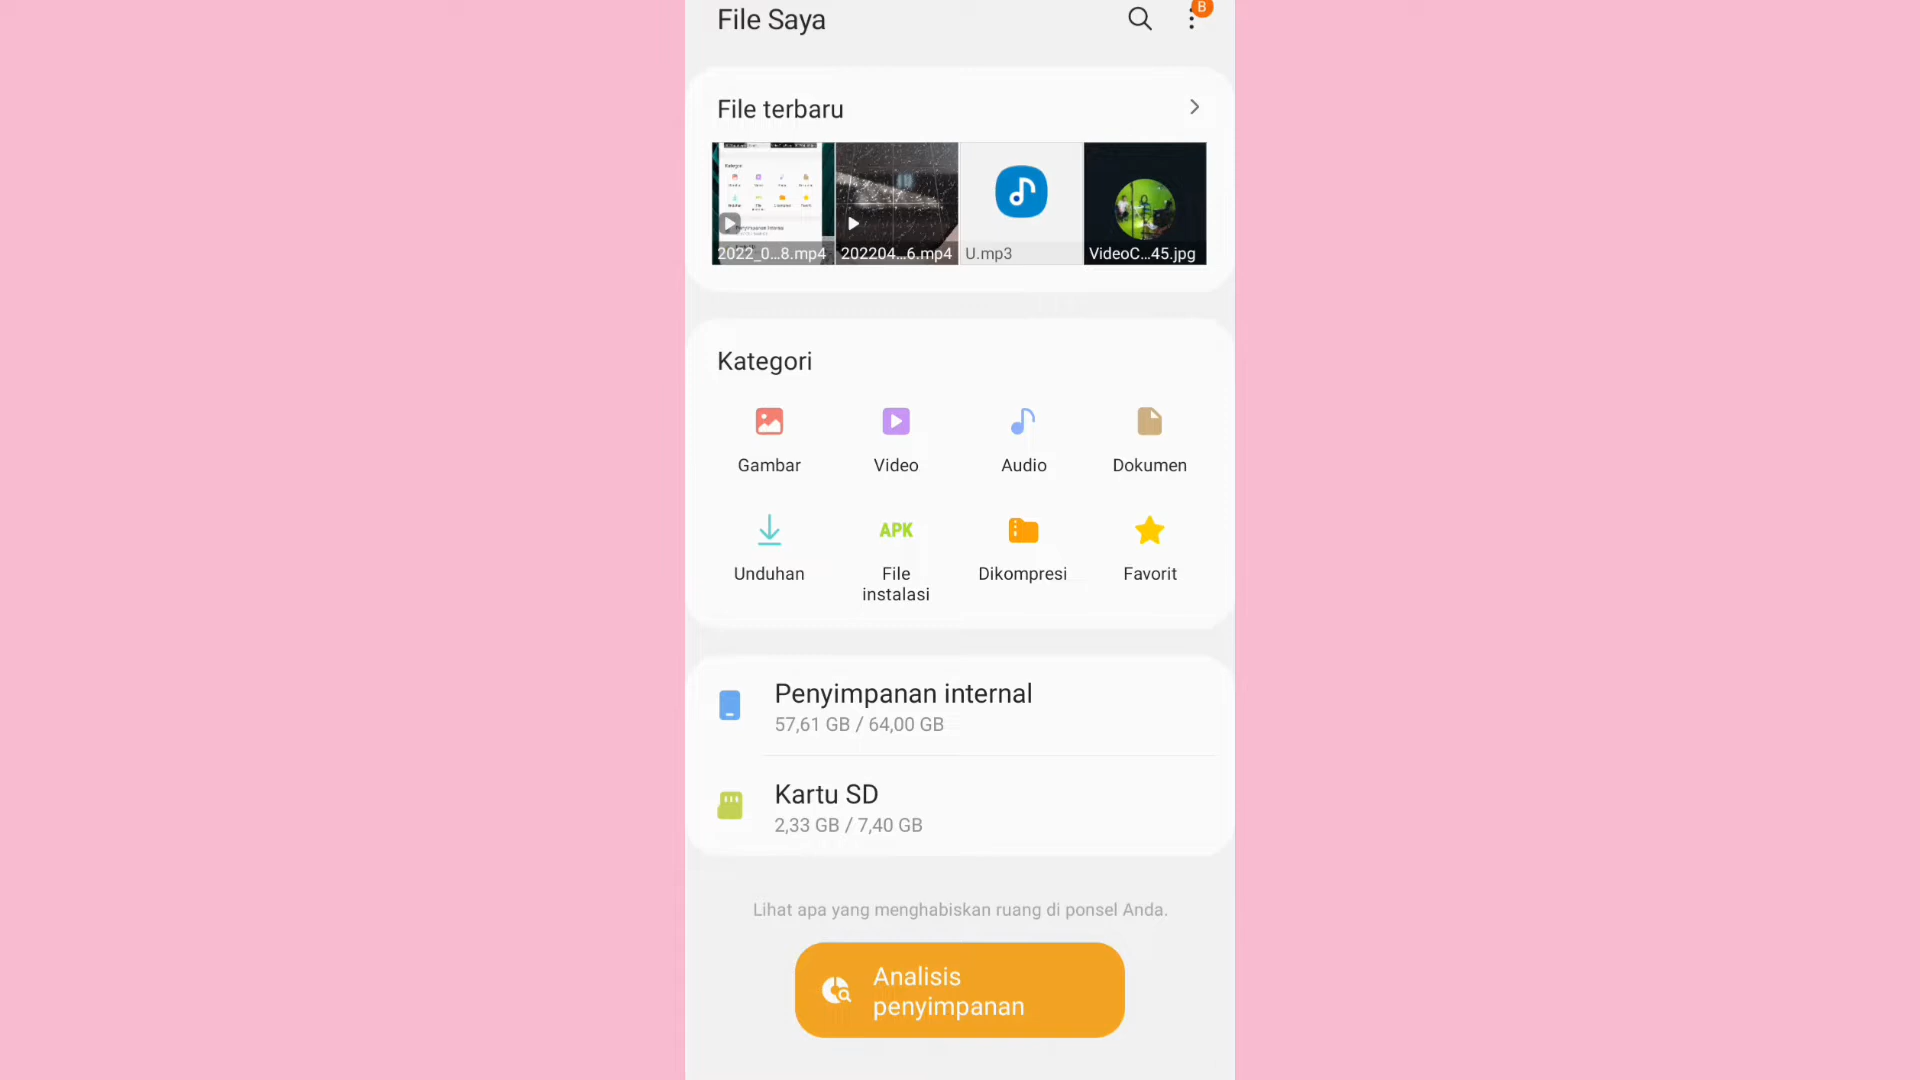 File Saya
B
File terbaru
2022_0...8.mp4
202204...6.mp4
U.mp3
VideoC...45.jpg
Kategori
Gambar
Video
Audio
Dokumen
Unduhan
APK
File
instalasi
Dikompresi
Favorit
Penyimpanan internal
57,61 GB / 64,00 GB
Kartu SD
2,33 GB / 7,40 GB
Lihat apa yang menghabiskan ruang di ponsel Anda.
Analisis
penyimpanan